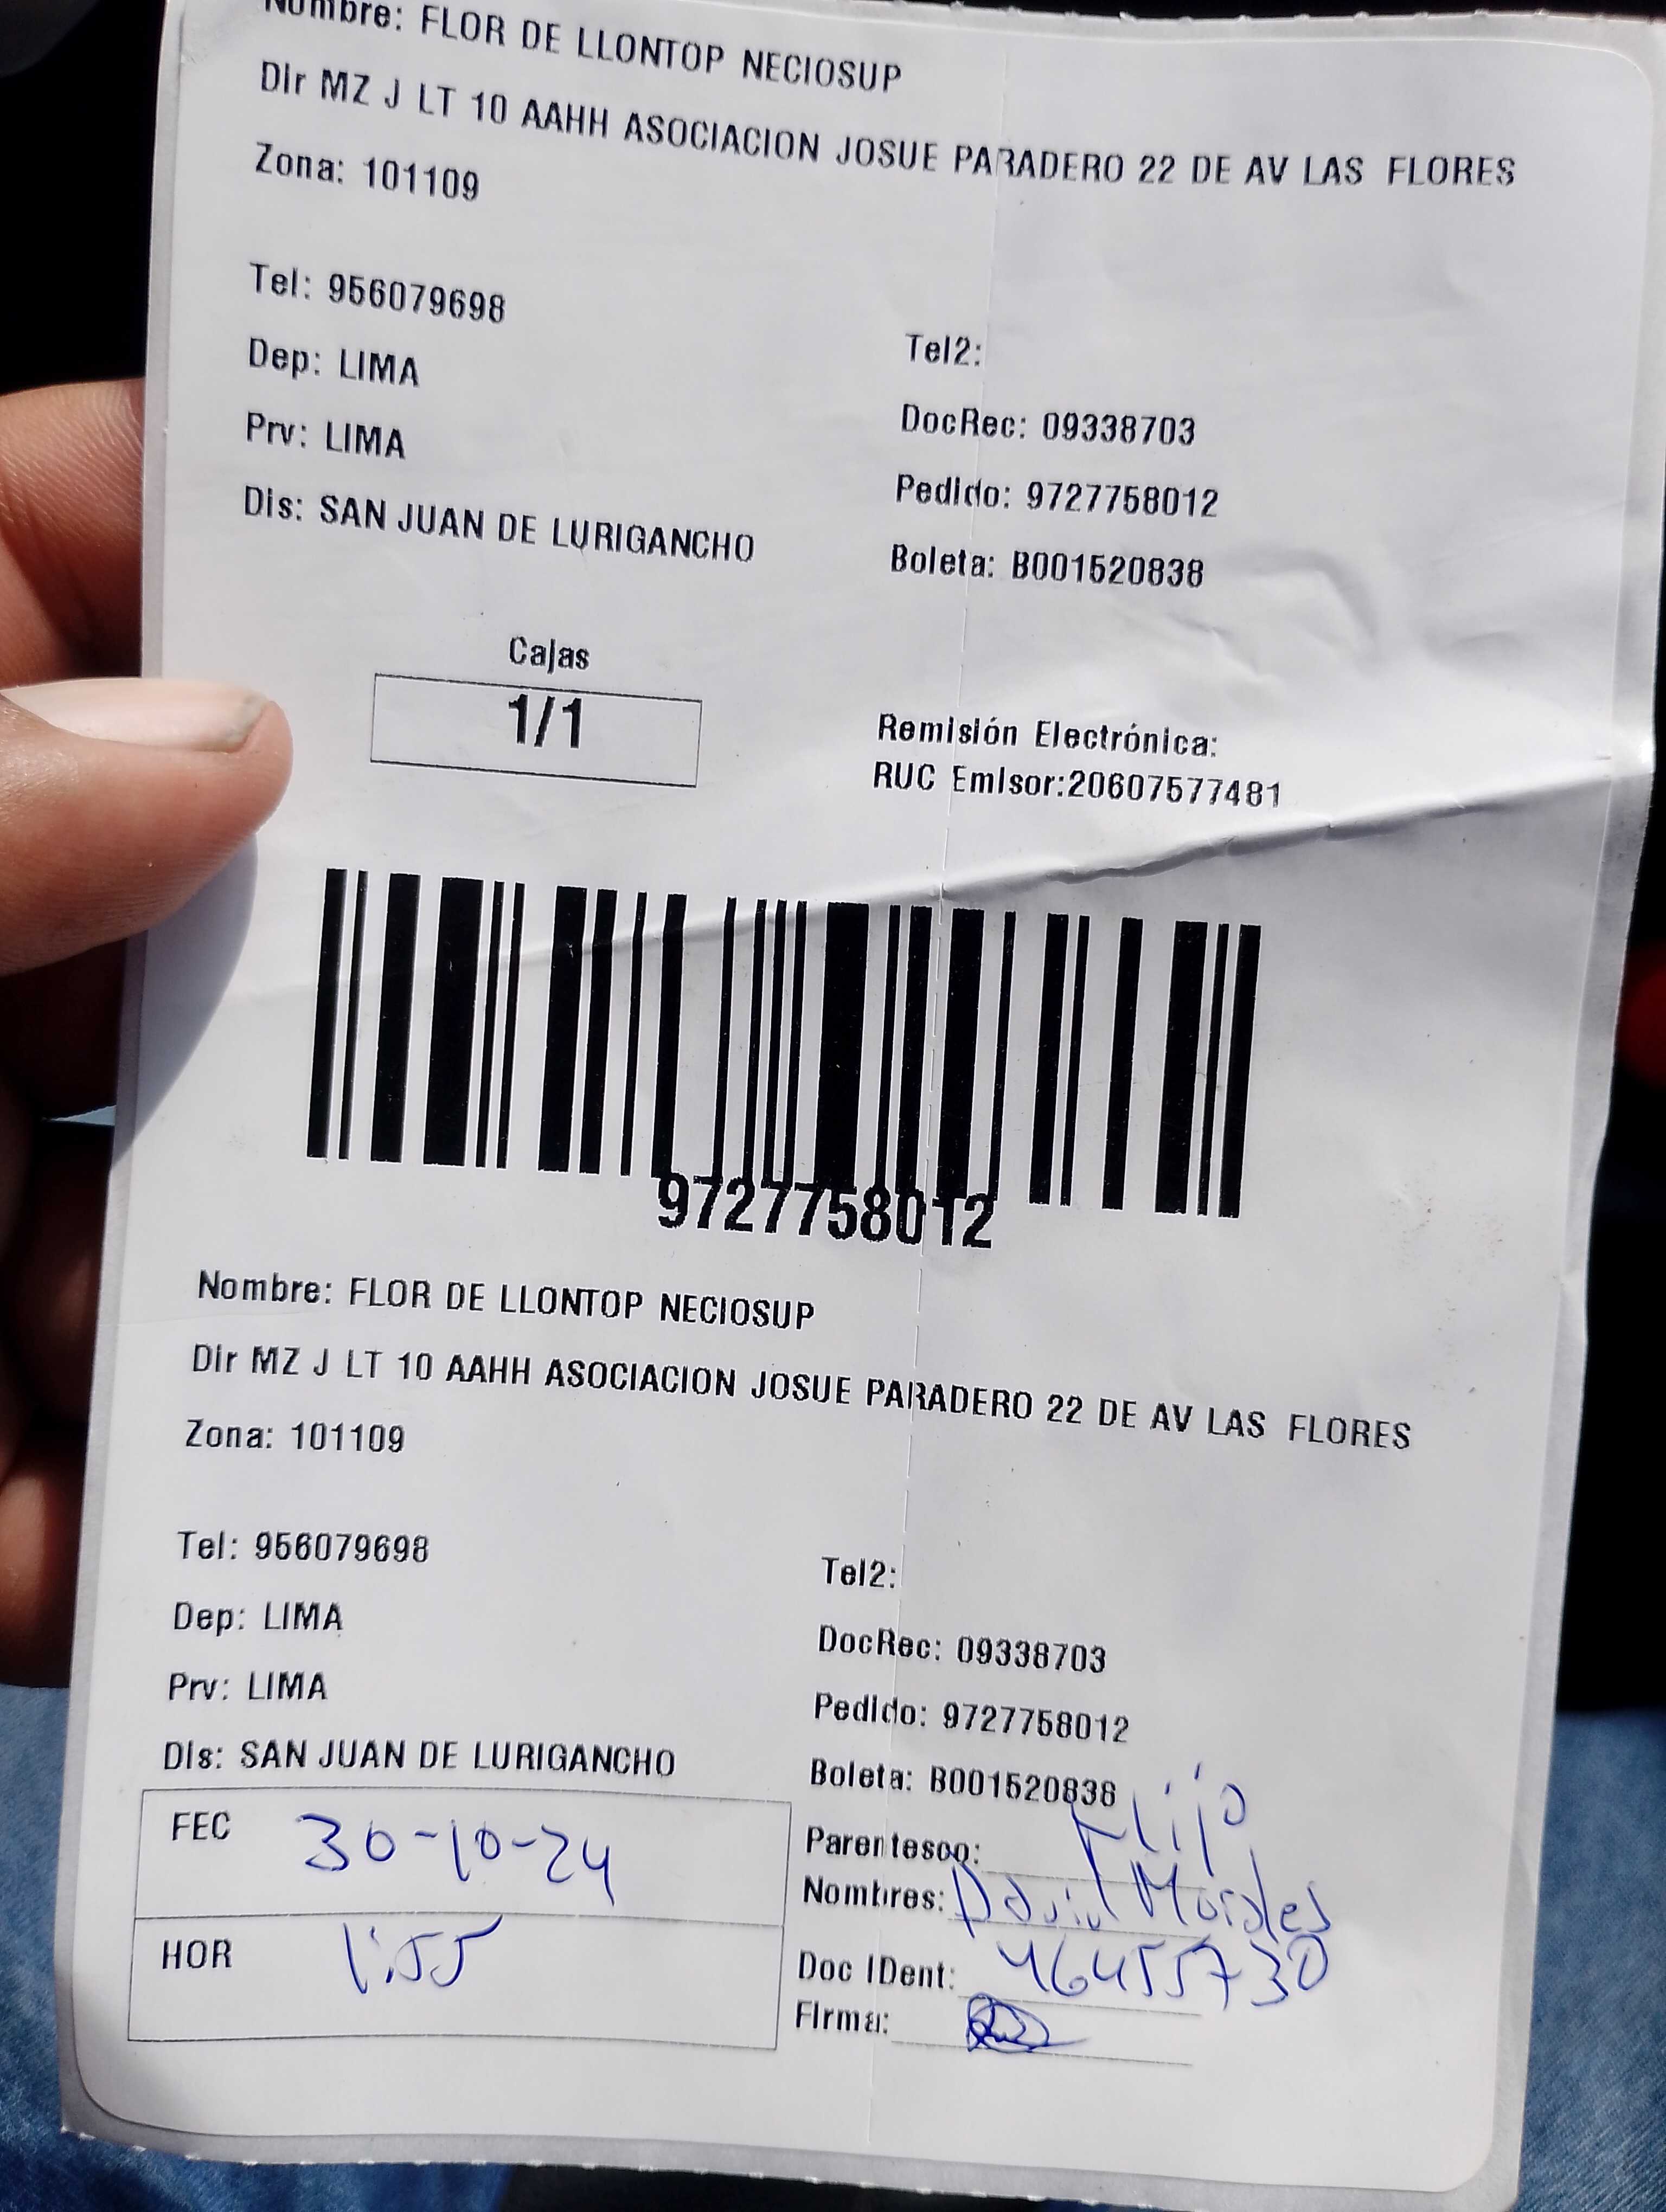 Nombre: FLOR DE LLONTOP NECIOSUP
Dir MZ J LT 10 AAHH ASOCIACION JOSUE PARADERO 22 DE AV LAS FLORES
Zona: 101109
Tel: 956079698
Tel2:
Dep: LIMA
DocRec: 09338703
Prv: LIMA
Pedido: 9727758012
Dis: SAN JUAN DE LURIGANCHO
Boleta: B001520838
Cajas
1/1
Remisión Electrónica:
RUC Emisor:20607577481
9727758012
Nombre: FLOR DE LLONTOP NECIOSUP
Dir MZ J LT 10 AAHH ASOCIACION JOSUE PARADERO 22 DE AV LAS FLORES
Zona: 101109
Tel: 956079698
Tel2:
Dep: LIMA
DocRec: 09338703
Prv: LIMA
Pedido: 9727758012
Dis: SAN JUAN DE LURIGANCHO
Boleta: B001520838
FEC 30-10-24
Parentesco: Hijo
Nombres: David Morales
HOR 1:55
Doc IDent: 46455730
Firma: